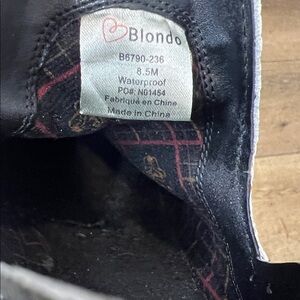 Blondo
B6790-236
8.5M
Waterproof
PO#: N01454
Fabriqué en Chine
Made in China